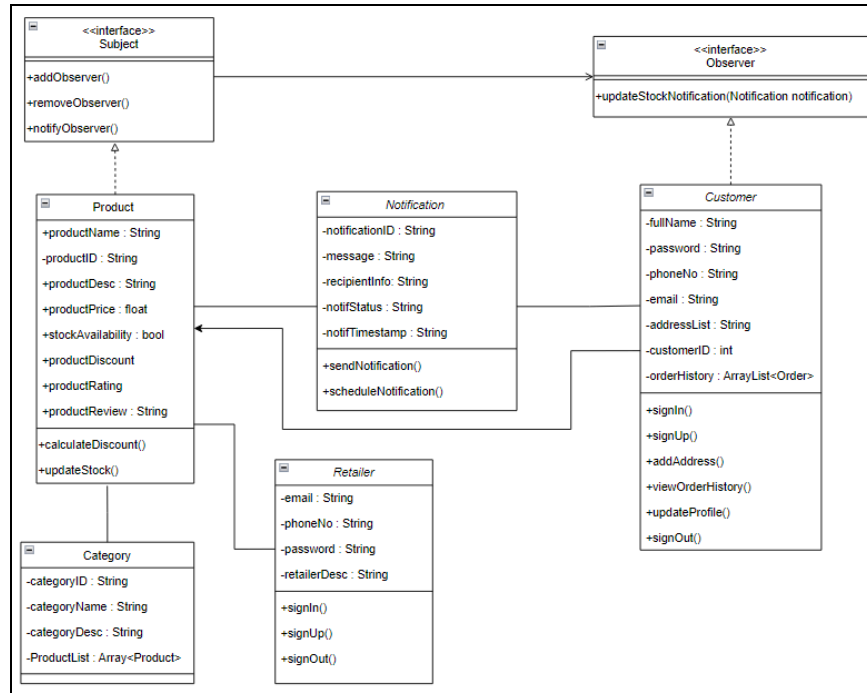 <<interface>>
Subject
+addObserver()
+removeObserver()
+notifyObserver()
<<interface>>
Observer
+updateStockNotification(Notification notification)
Product
+productName : String
-productID : String
+productDesc : String
+productPrice : float
+stockAvailability : bool
+productDiscount
+productRating
+productReview : String
+calculateDiscount()
+updateStock()
Notification
-notificationID : String
-message : String
-recipientInfo: String
-notifStatus : String
-notifTimestamp : String
+sendNotification()
+scheduleNotification()
Customer
-fullName : String
-password : String
-phoneNo : String
-email : String
-addressList : String
-customerID : int
-orderHistory : ArrayList<Order>
+signIn()
+signUp()
+addAddress()
+viewOrderHistory()
+updateProfile()
+signOut()
Retailer
-email : String
-phoneNo : String
-password : String
-retailerDesc : String
+signIn()
+signUp()
+signOut()
Category
-categoryID : String
-categoryName : String
-categoryDesc : String
-ProductList : Array<Product>